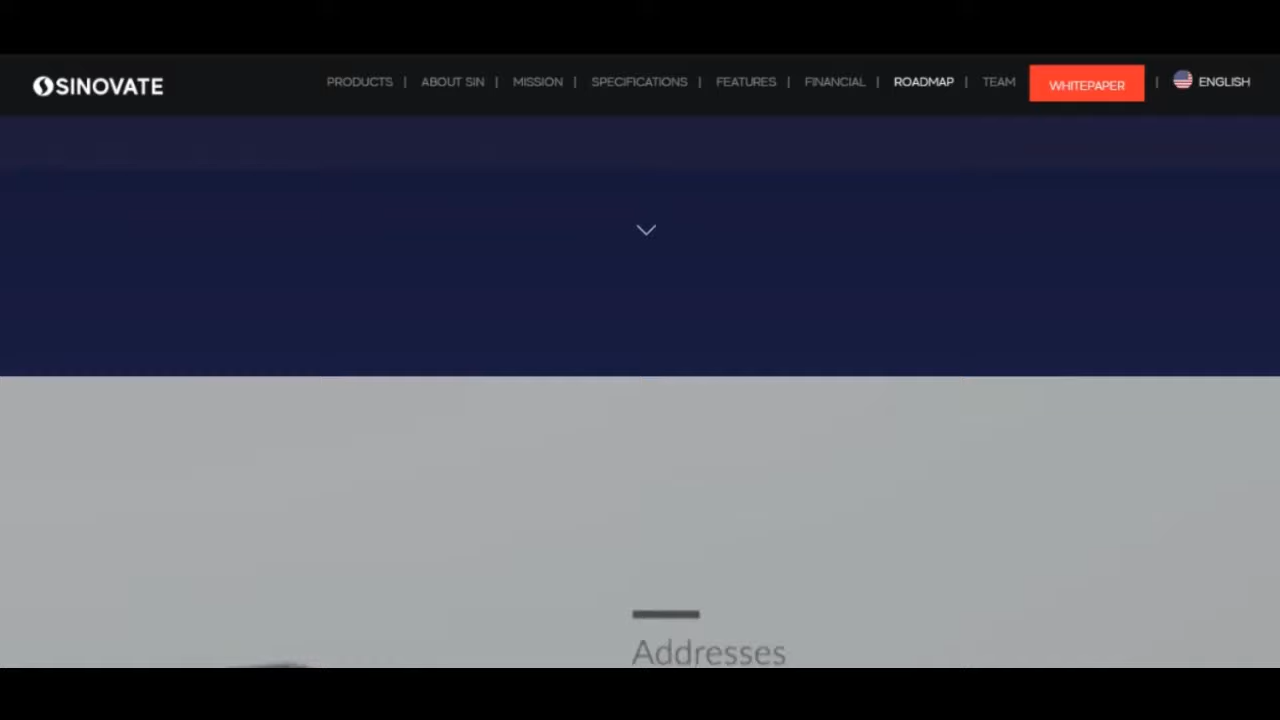 SINOVATE
PRODUCTS | ABOUT SIN | MISSION | SPECIFICATIONS | FEATURES | FINANCIAL | ROADMAP | TEAM WHITEPAPER | ENGLISH
Addresses